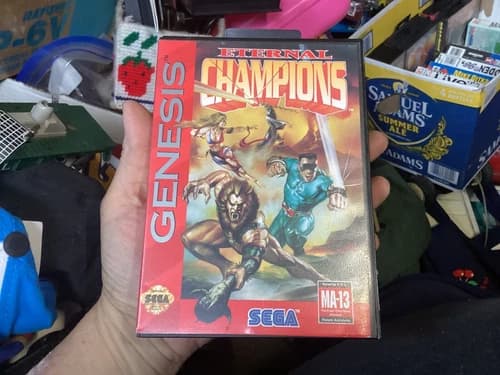 ETERNAL
CHAMPIONS
GENESIS
SEGA
SEGA
MA-13
SAMUEL
ADAMS
SUMMER
ALE
ADAMS